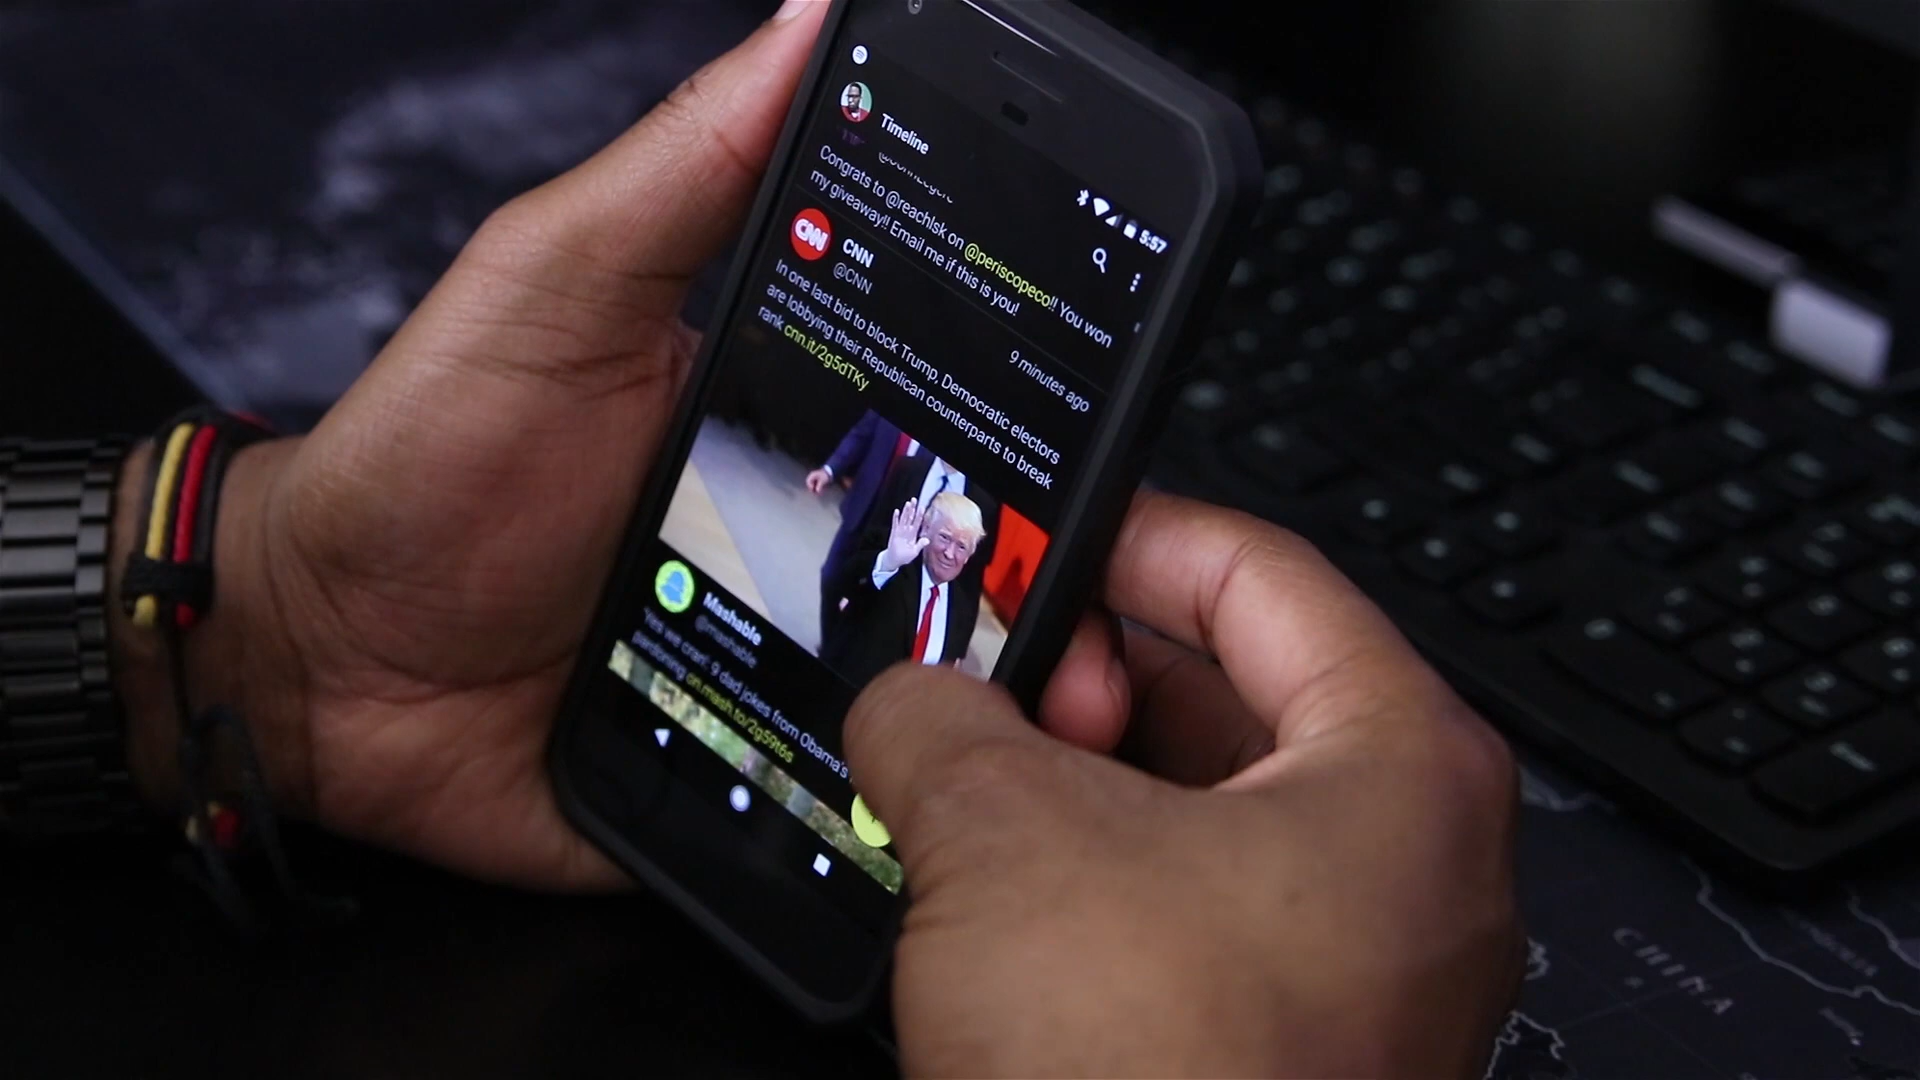 Timeline
5:57
Congrats to @reachlsk on @periscopeco!! You won
my giveaway!! Email me if this is you!
CNN
CNN
@CNN
9 minutes ago
In one last bid to block Trump, Democratic electors
are lobbying their Republican counterparts to break
rank cnn.it/2g5dTKy
Mashable
@mashable
'Yes we cran': 9 dad jokes from Obama's
pardoning on.mash.to/2g59t6s
CHINA